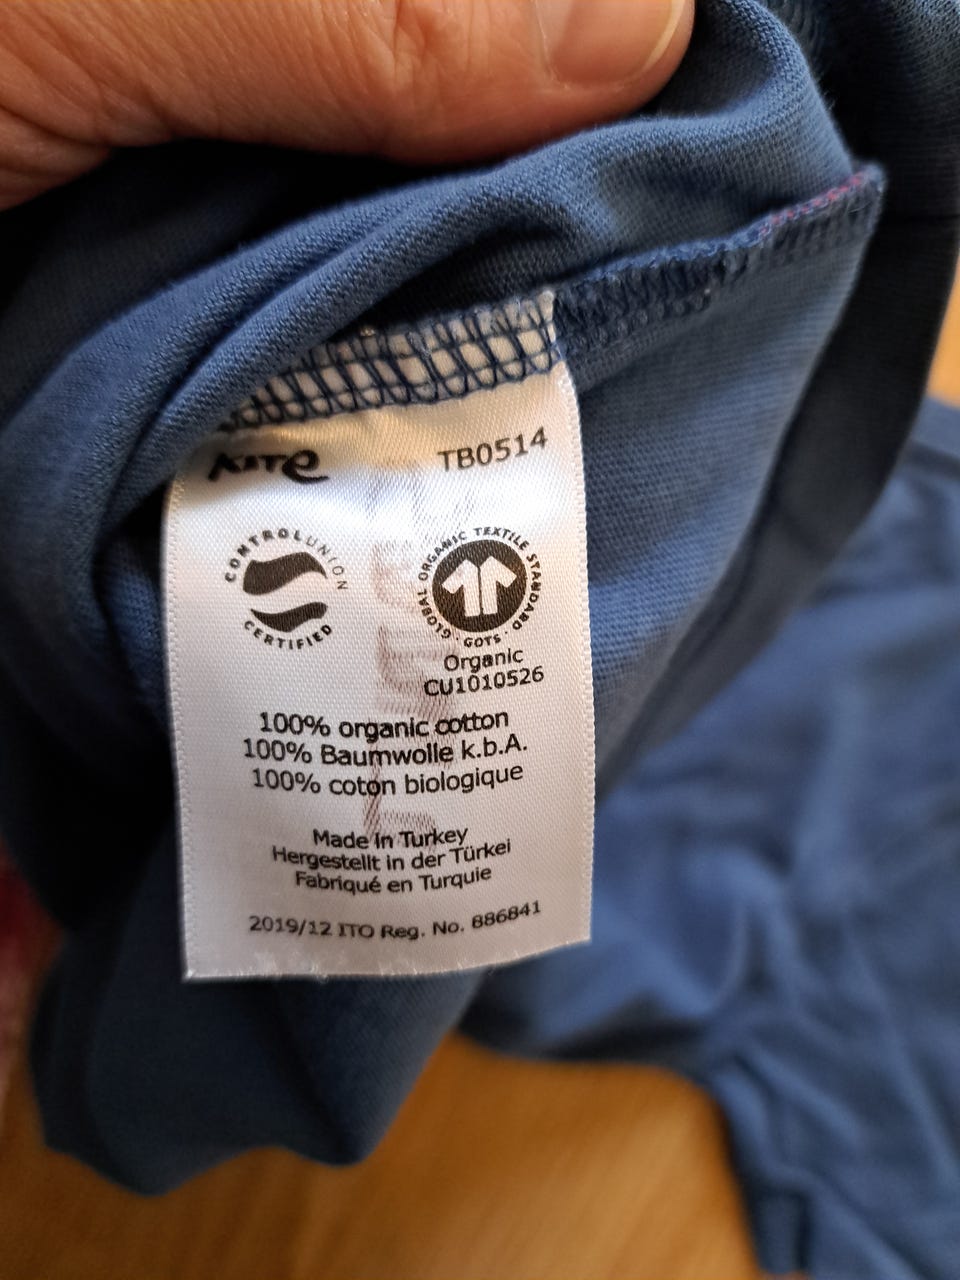 KITe
TB0514
CONTROLUNION
CERTIFIED
GLOBAL ORGANIC TEXTILE STANDARD
· GOTS ·
Organic
CU1010526
100% organic cotton
100% Baumwolle k.b.A.
100% coton biologique
Made in Turkey
Hergestellt in der Türkei
Fabriqué en Turquie
2019/12 ITO Reg. No. 886841